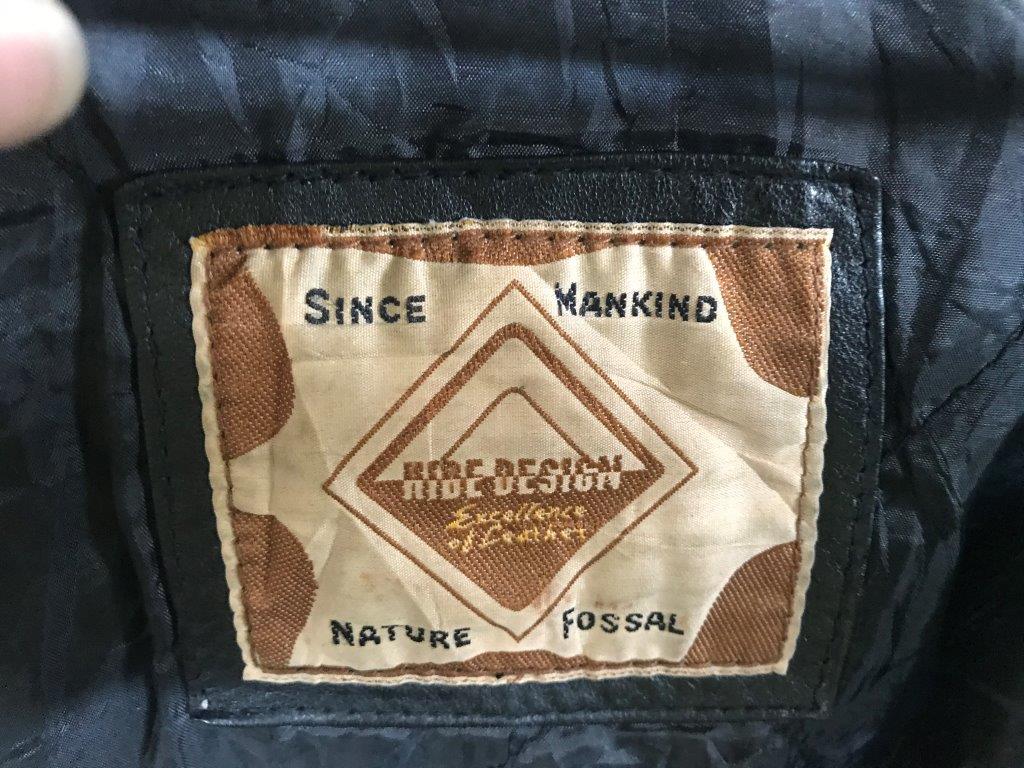 SINCE MANKIND
HIDE DESIGN
Excellence
of Leather
NATURE FOSSAL